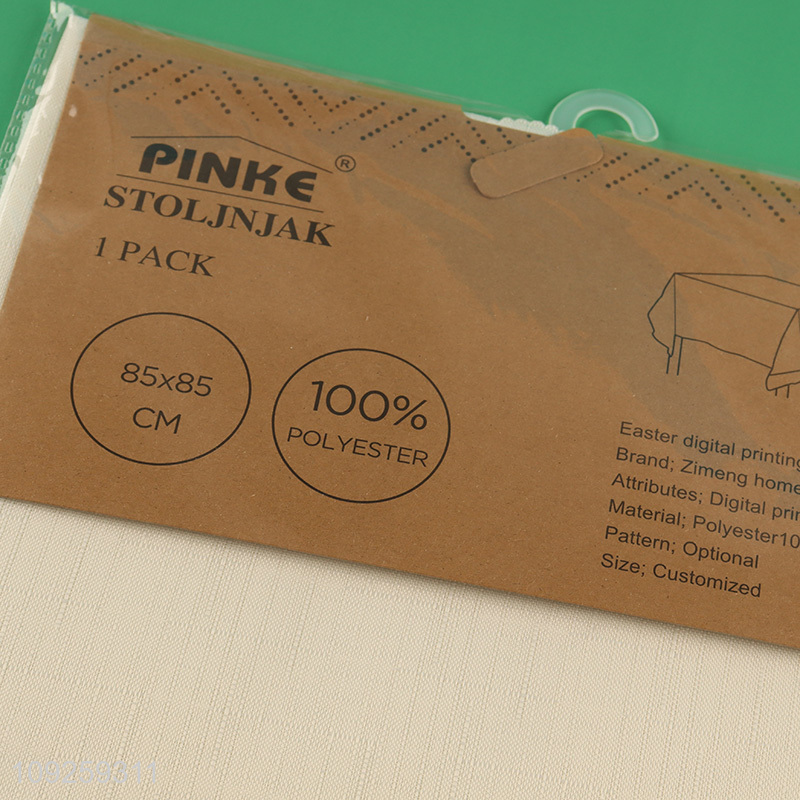 PINKE®
STOLJNJAK
1 PACK
85x85
CM
100%
POLYESTER
Easter digital printing
Brand; Zimeng home
Attributes; Digital prin
Material; Polyester10
Pattern; Optional
Size; Customized
109259311